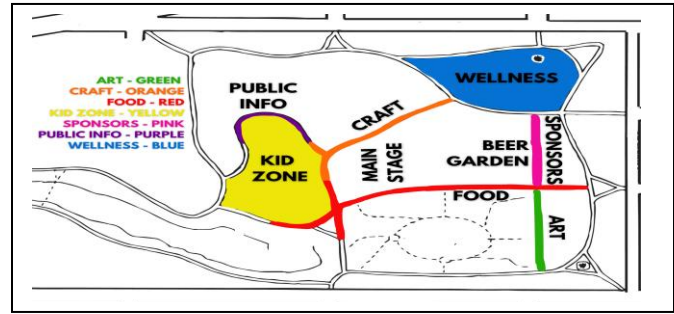 ART - GREEN
CRAFT - ORANGE
FOOD - RED
KID ZONE - YELLOW
SPONSORS - PINK
PUBLIC INFO - PURPLE
WELLNESS - BLUE
PUBLIC
INFO
WELLNESS
CRAFT
KID
ZONE
MAIN
STAGE
BEER
GARDEN
SPONSORS
FOOD
ART